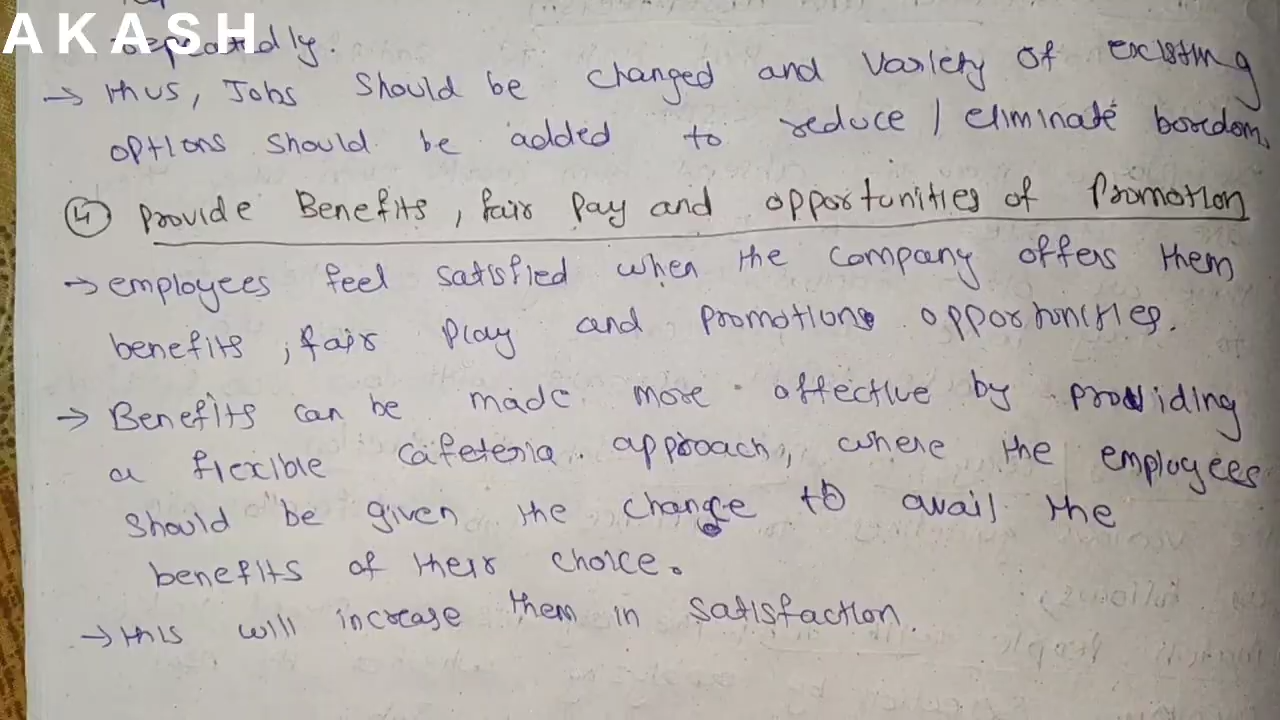 AKASH
repeatedly.
→ thus, Jobs should be changed and variety of excisting
options should be added to reduce / eliminate boredom.
④ Provide Benefits, fair pay and opportunities of Promotion
→ employees feel satisfied when the company offers them
benefits, fair play and promotions opportunities.
→ Benefits can be made more affective by providing
a flexible cafeteria approach, where the employees
should be given the change to avail the
benefits of their choice.
→ this will increase them in satisfaction.